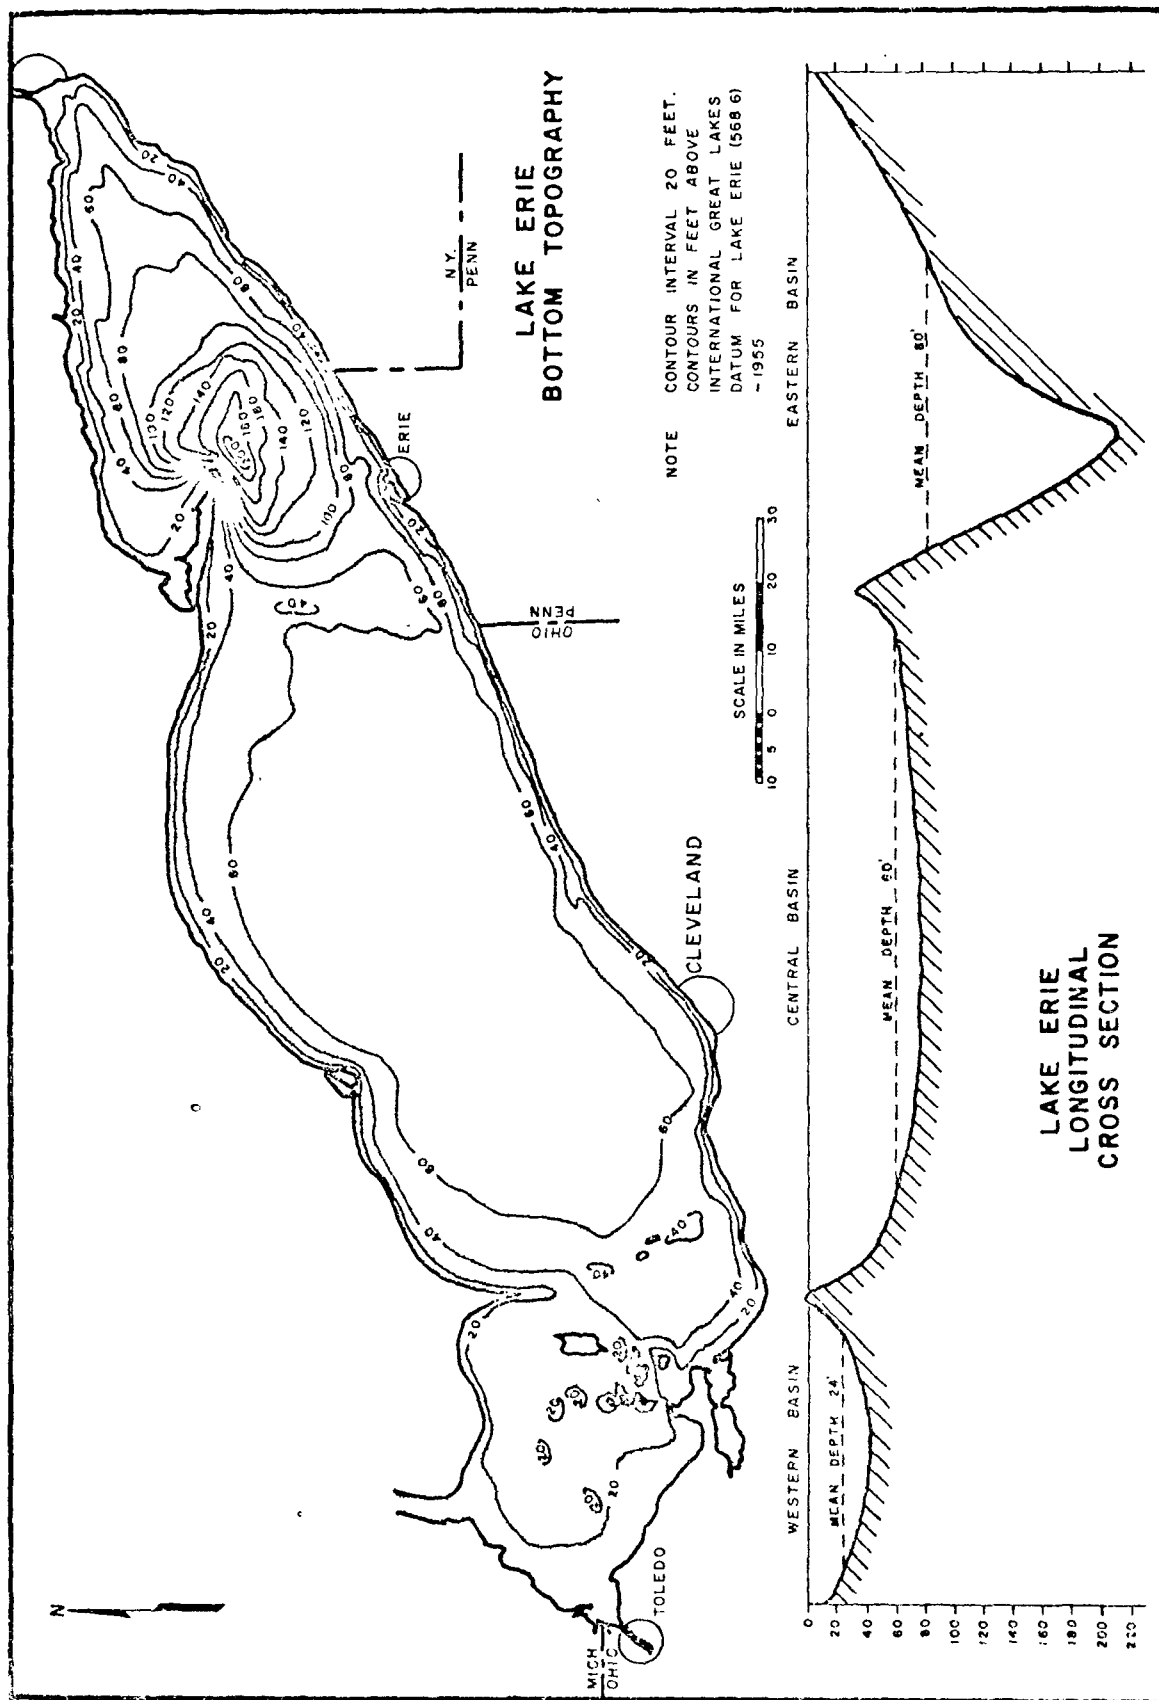 N
LAKE ERIE
BOTTOM TOPOGRAPHY
NOTE CONTOUR INTERVAL 20 FEET.
CONTOURS IN FEET ABOVE
INTERNATIONAL GREAT LAKES
DATUM FOR LAKE ERIE (568 6)
-1955
N.Y.
PENN
ERIE
OHIO
PENN
CLEVELAND
TOLEDO
MICH
OHIO
20
40
60
80
100
120
140
160
180
200
SCALE IN MILES
10 5 0 10 20 30
WESTERN BASIN
CENTRAL BASIN
EASTERN BASIN
MEAN DEPTH 24'
MEAN DEPTH 60'
MEAN DEPTH 80'
0
20
40
60
80
100
120
140
160
180
200
220
LAKE ERIE
LONGITUDINAL
CROSS SECTION